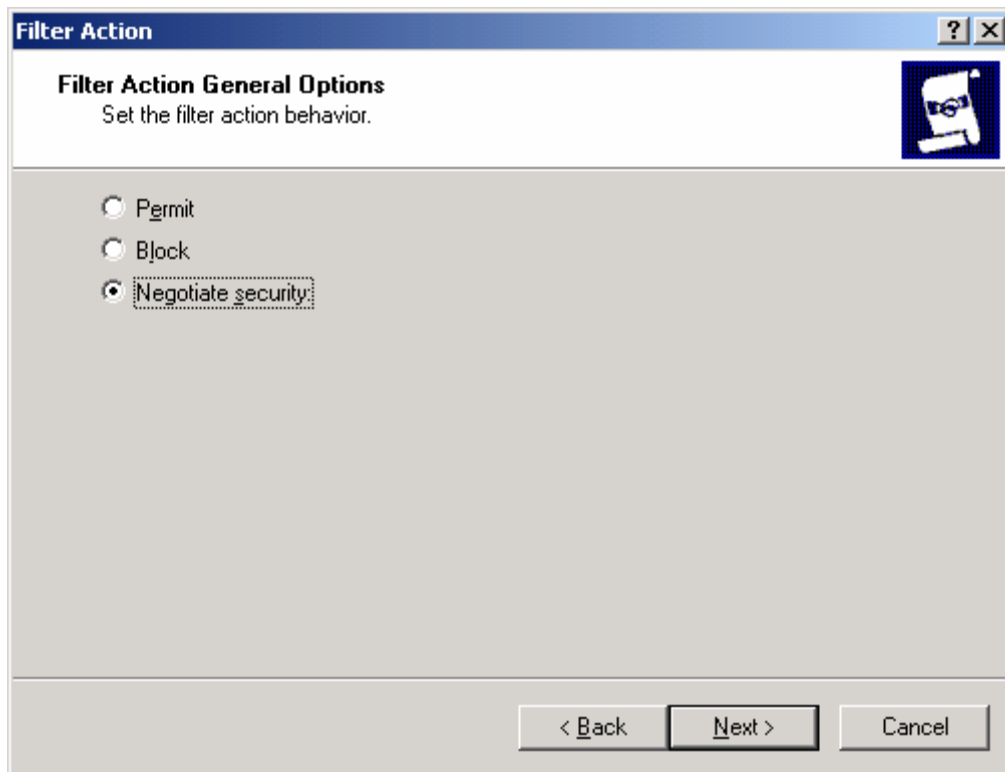 Filter Action
Filter Action General Options
Set the filter action behavior.
Permit
Block
Negotiate security:
< Back
Next >
Cancel